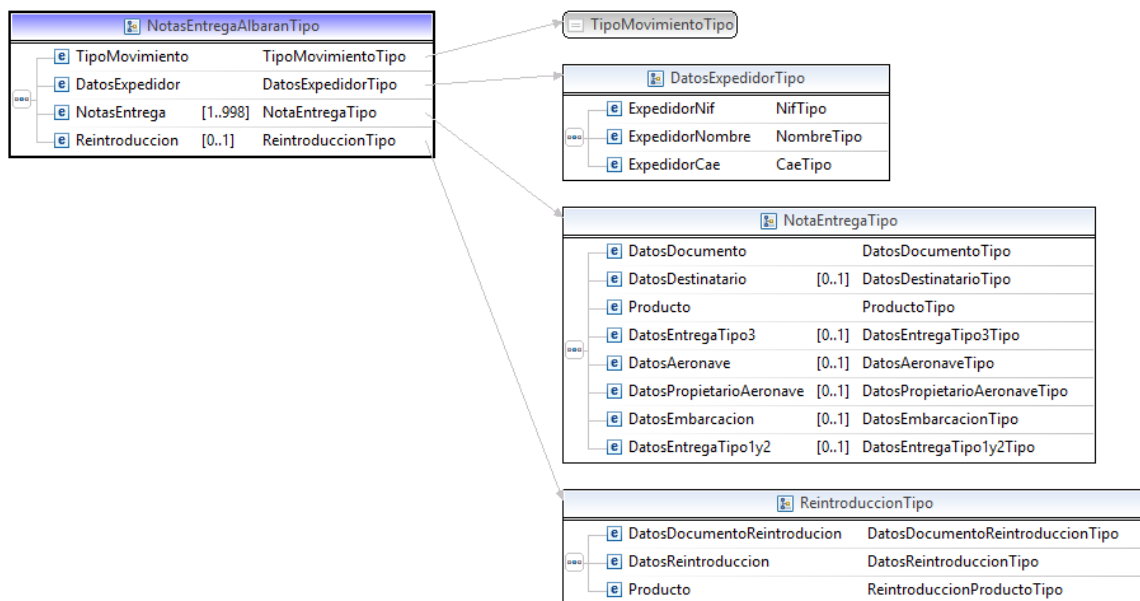 NotasEntregaAlbaranTipo
TipoMovimiento TipoMovimientoTipo
DatosExpedidor DatosExpedidorTipo
NotasEntrega [1..998] NotaEntregaTipo
Reintroduccion [0..1] ReintroduccionTipo
TipoMovimientoTipo
DatosExpedidorTipo
ExpedidorNif NifTipo
ExpedidorNombre NombreTipo
ExpedidorCae CaeTipo
NotaEntregaTipo
DatosDocumento DatosDocumentoTipo
DatosDestinatario [0..1] DatosDestinatarioTipo
Producto ProductoTipo
DatosEntregaTipo3 [0..1] DatosEntregaTipo3Tipo
DatosAeronave [0..1] DatosAeronaveTipo
DatosPropietarioAeronave [0..1] DatosPropietarioAeronaveTipo
DatosEmbarcacion [0..1] DatosEmbarcacionTipo
DatosEntregaTipo1y2 [0..1] DatosEntregaTipo1y2Tipo
ReintroduccionTipo
DatosDocumentoReintroducion DatosDocumentoReintroduccionTipo
DatosReintroduccion DatosReintroduccionTipo
Producto ReintroduccionProductoTipo